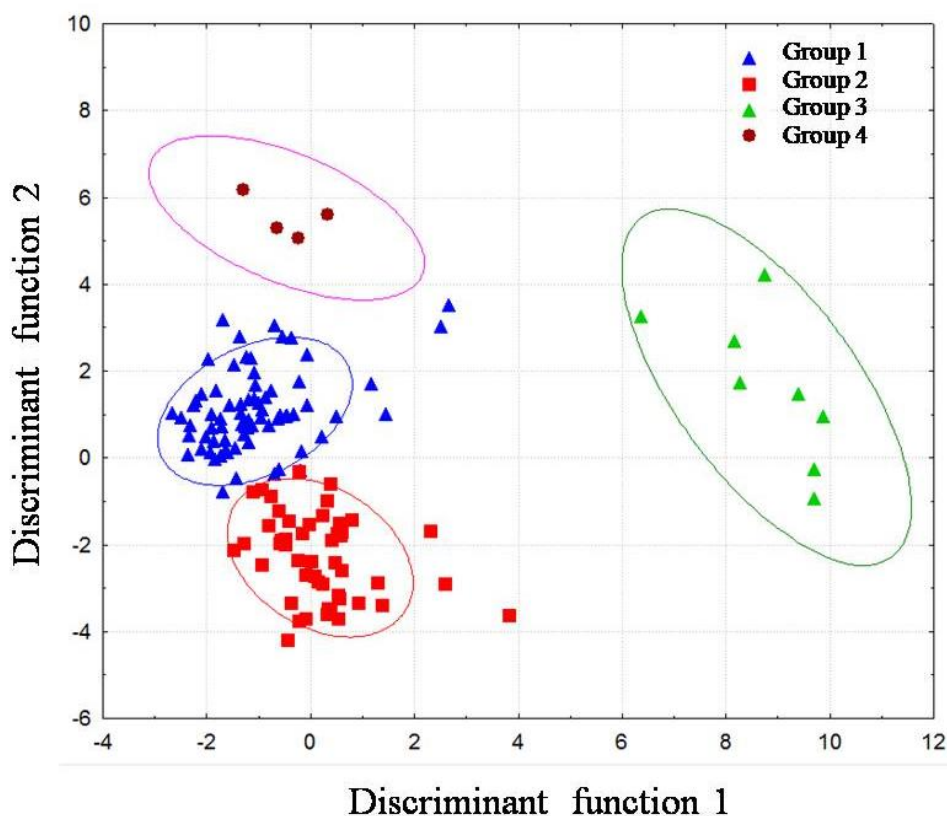 10
8
6
4
2
0
-2
-4
-6
Discriminant function 2
Group 1
Group 2
Group 3
Group 4
-4 -2 0 2 4 6 8 10 12
Discriminant function 1